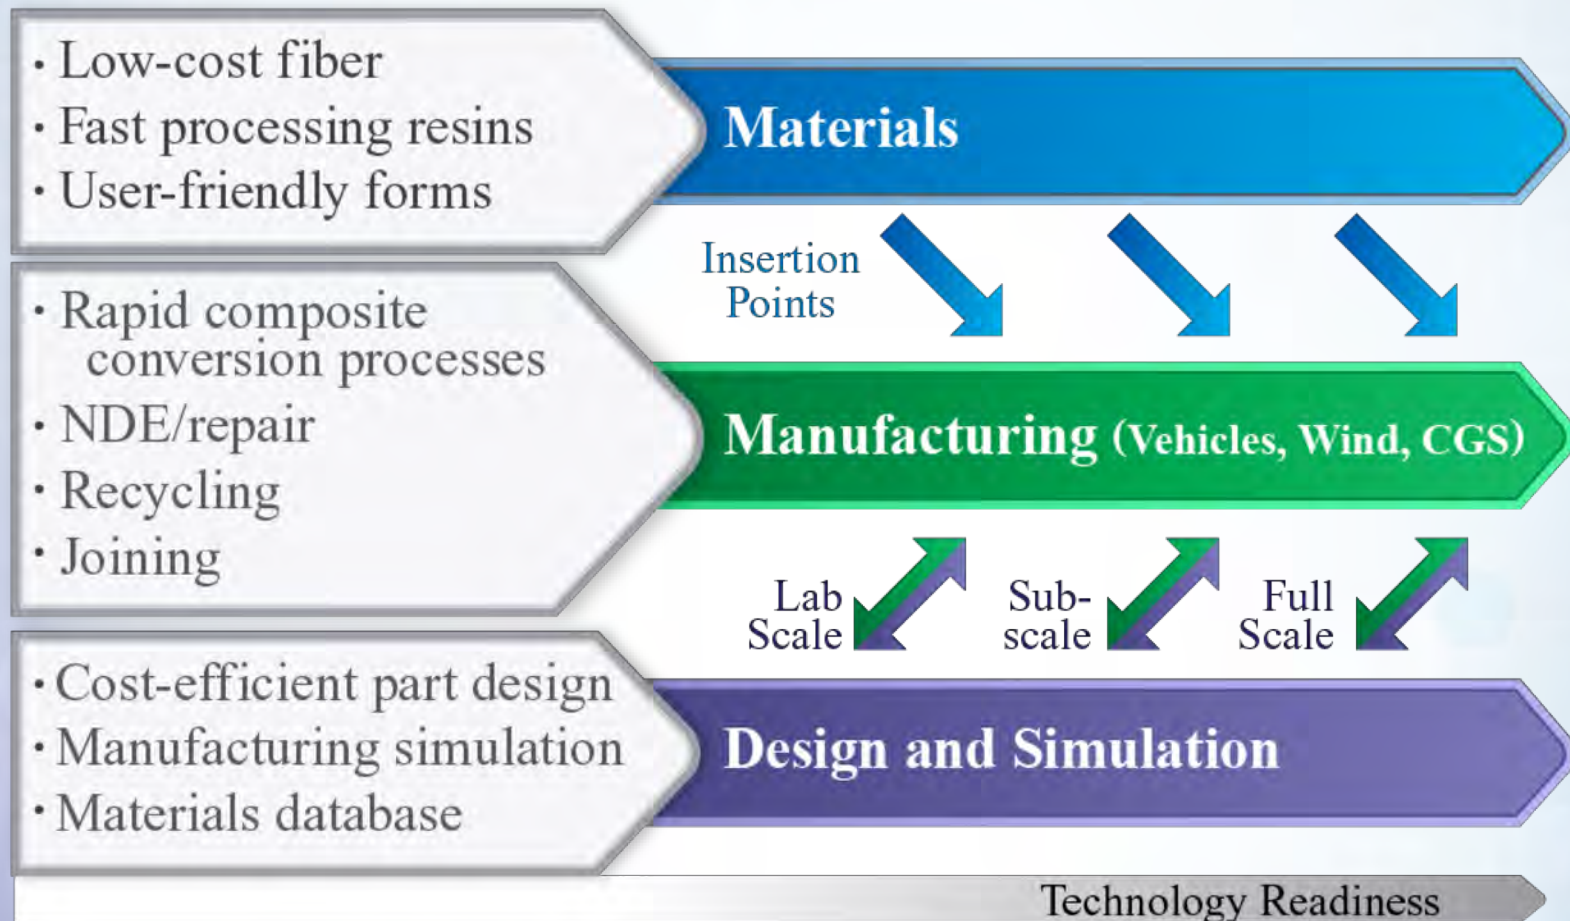 · Low-cost fiber
· Fast processing resins
· User-friendly forms
Materials
Insertion
Points
· Rapid composite
conversion processes
· NDE/repair
· Recycling
· Joining
Manufacturing (Vehicles, Wind, CGS)
Lab
Scale
Sub-
scale
Full
Scale
· Cost-efficient part design
· Manufacturing simulation
· Materials database
Design and Simulation
Technology Readiness